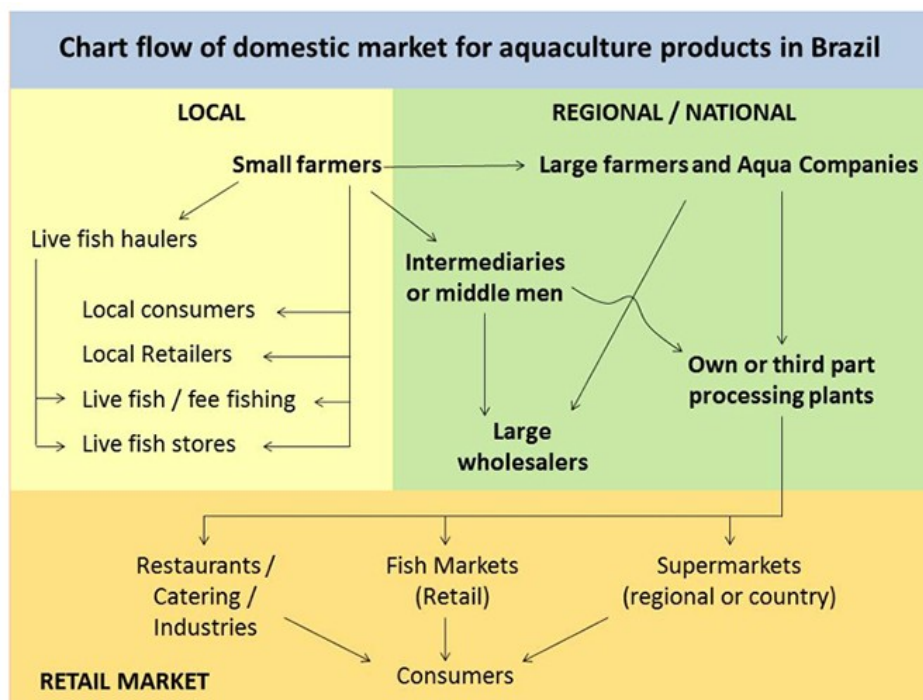 Chart flow of domestic market for aquaculture products in Brazil
LOCAL
Small farmers
Live fish haulers
Local consumers
Local Retailers
Live fish / fee fishing
Live fish stores
REGIONAL / NATIONAL
Large farmers and Aqua Companies
Intermediaries
or middle men
Own or third part
processing plants
Large
wholesalers
Restaurants /
Catering /
Industries
Fish Markets
(Retail)
Supermarkets
(regional or country)
Consumers
RETAIL MARKET